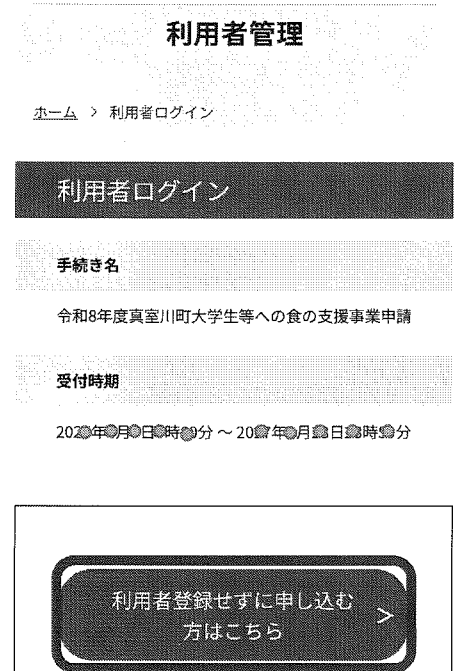 利用者管理
ホーム > 利用者ログイン
利用者ログイン
手続き名
令和8年度真室川町大学生等への食の支援事業申請
受付時期
利用者登録せずに申し込む
方はこちら >